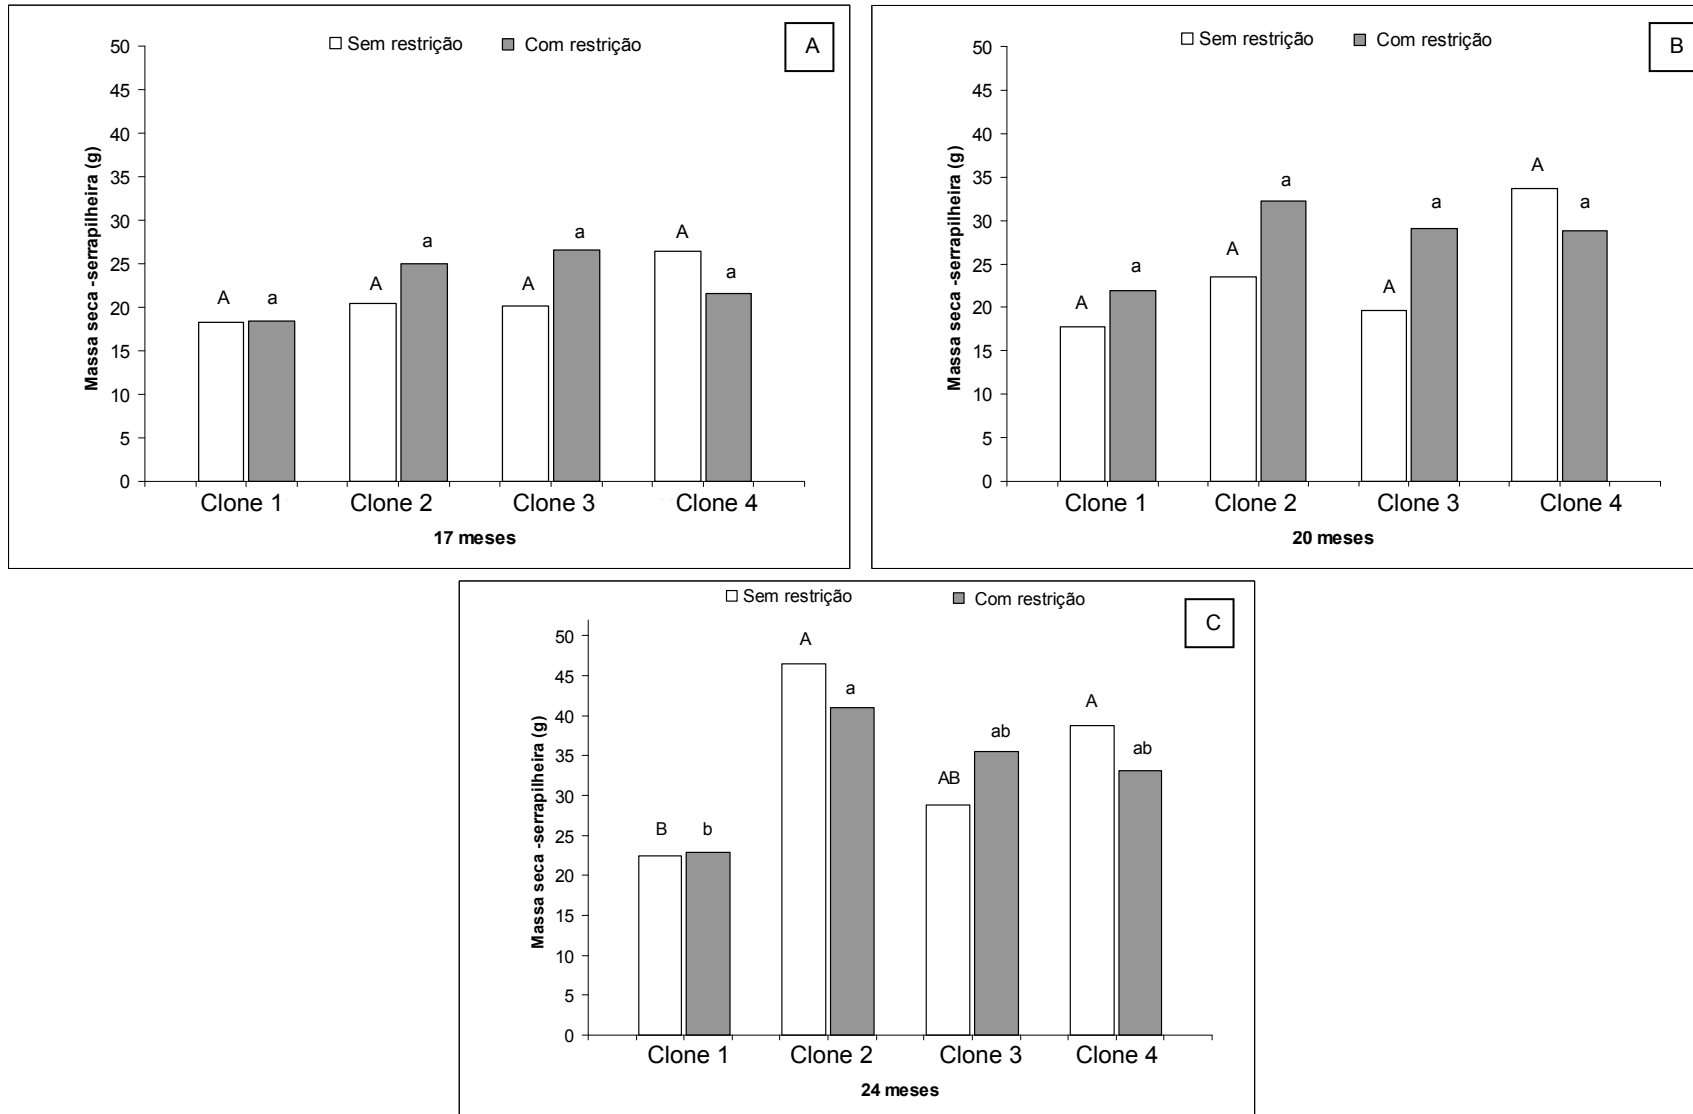 Sem restrição Com restrição A
50
45
40
35
30
25
20
15
10
5
0
Massa seca -serrapilheira (g)
A a A a A a A a
Clone 1 Clone 2 Clone 3 Clone 4
17 meses
Sem restrição Com restrição B
50
45
40
35
30
25
20
15
10
5
0
Massa seca -serrapilheira (g)
A a A a A a A a
Clone 1 Clone 2 Clone 3 Clone 4
20 meses
Sem restrição Com restrição C
50
45
40
35
30
25
20
15
10
5
0
Massa seca -serrapilheira (g)
B b A a AB ab A ab
Clone 1 Clone 2 Clone 3 Clone 4
24 meses